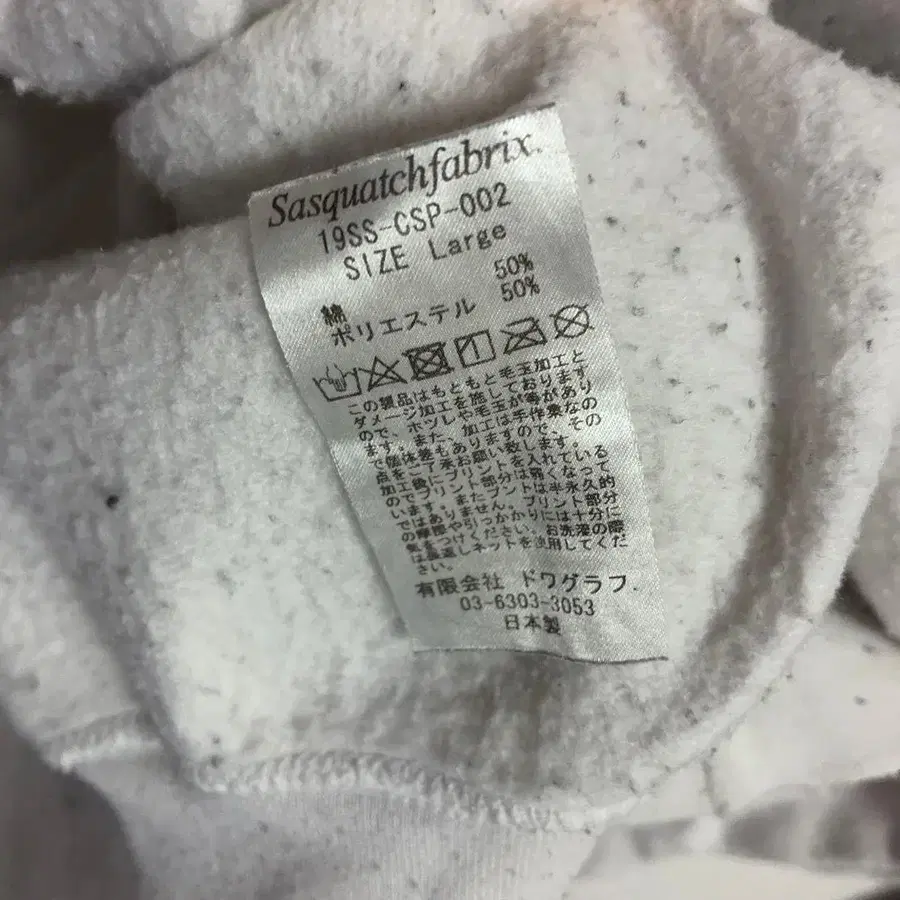 Sasquatchfabrix.
19SS-CSP-002
SIZE Large
綿 50%
ポリエステル 50%
この製品はもともと毛玉加工と
ダメージ加工を施しております
ので、ホツレや毛玉が等があり
ます。また、加工は手作業なの
で個体差もありますので、その
点をご了承お願い致します。
加工後にプリントを入れている
のでプリント部分は弱くなって
います。またプントは半永久的
ではありません。プリント部分
の摩擦や引っかかりには十分に
気をつけください。お洗濯の際
は裏返しネットを使用してくだ
さい。
有限会社 ドワグラフ
03-6303-3053
日本製